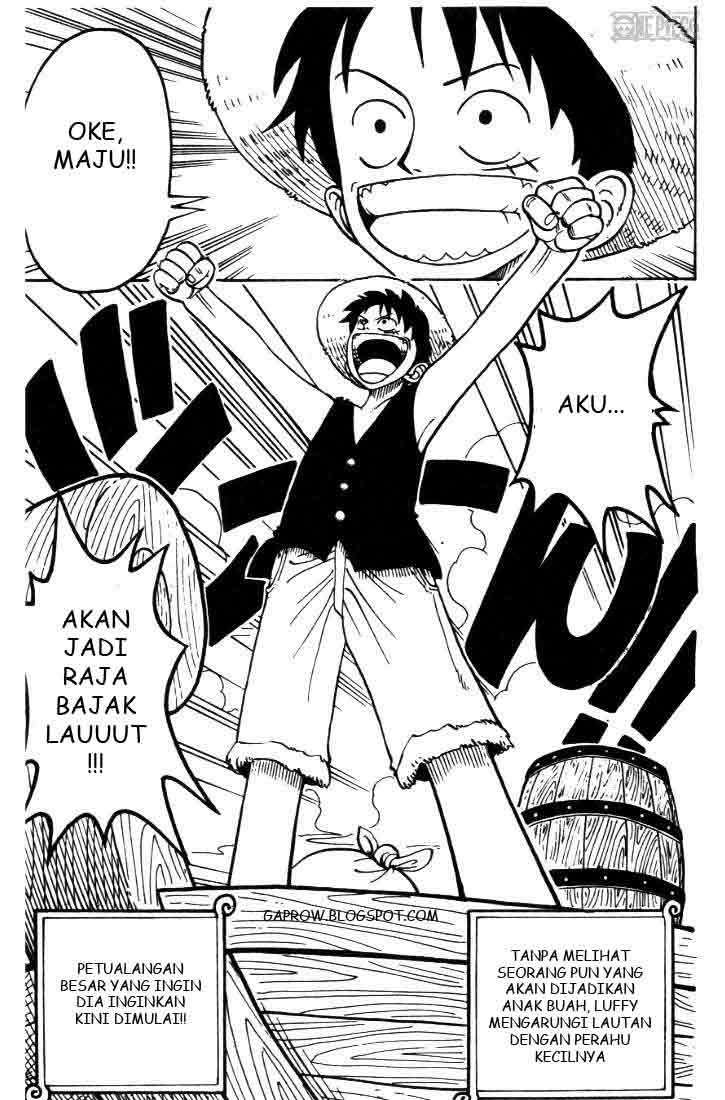 ONE PIECE
OKE,
MAJU!!
AKU...
AKAN
JADI
RAJA
BAJAK
LAUUUT
!!!
GAPROW.BLOGSPOT.COM
TANPA MELIHAT
SEORANG PUN YANG
AKAN DIJADIKAN
ANAK BUAH, LUFFY
MENGARUNGI LAUTAN
DENGAN PERAHU
KECILNYA
PETUALANGAN
BESAR YANG INGIN
DIA INGINKAN
KINI DIMULAI!!